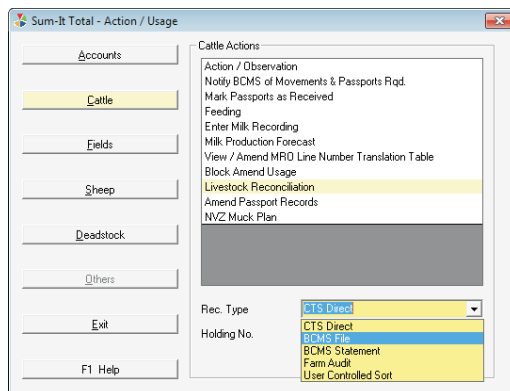 Sum-It Total - Action / Usage
Accounts
Cattle
Fields
Sheep
Deadstock
Others
Exit
F1 Help
Cattle Actions
Action / Observation
Notify BCMS of Movements & Passports Rqd.
Mark Passports as Received
Feeding
Enter Milk Recording
Milk Production Forecast
View / Amend MRO Line Number Translation Table
Block Amend Usage
Livestock Reconciliation
Amend Passport Records
NVZ Muck Plan
Rec. Type
CTS Direct
Holding No.
CTS Direct
BCMS File
BCMS Statement
Farm Audit
User Controlled Sort